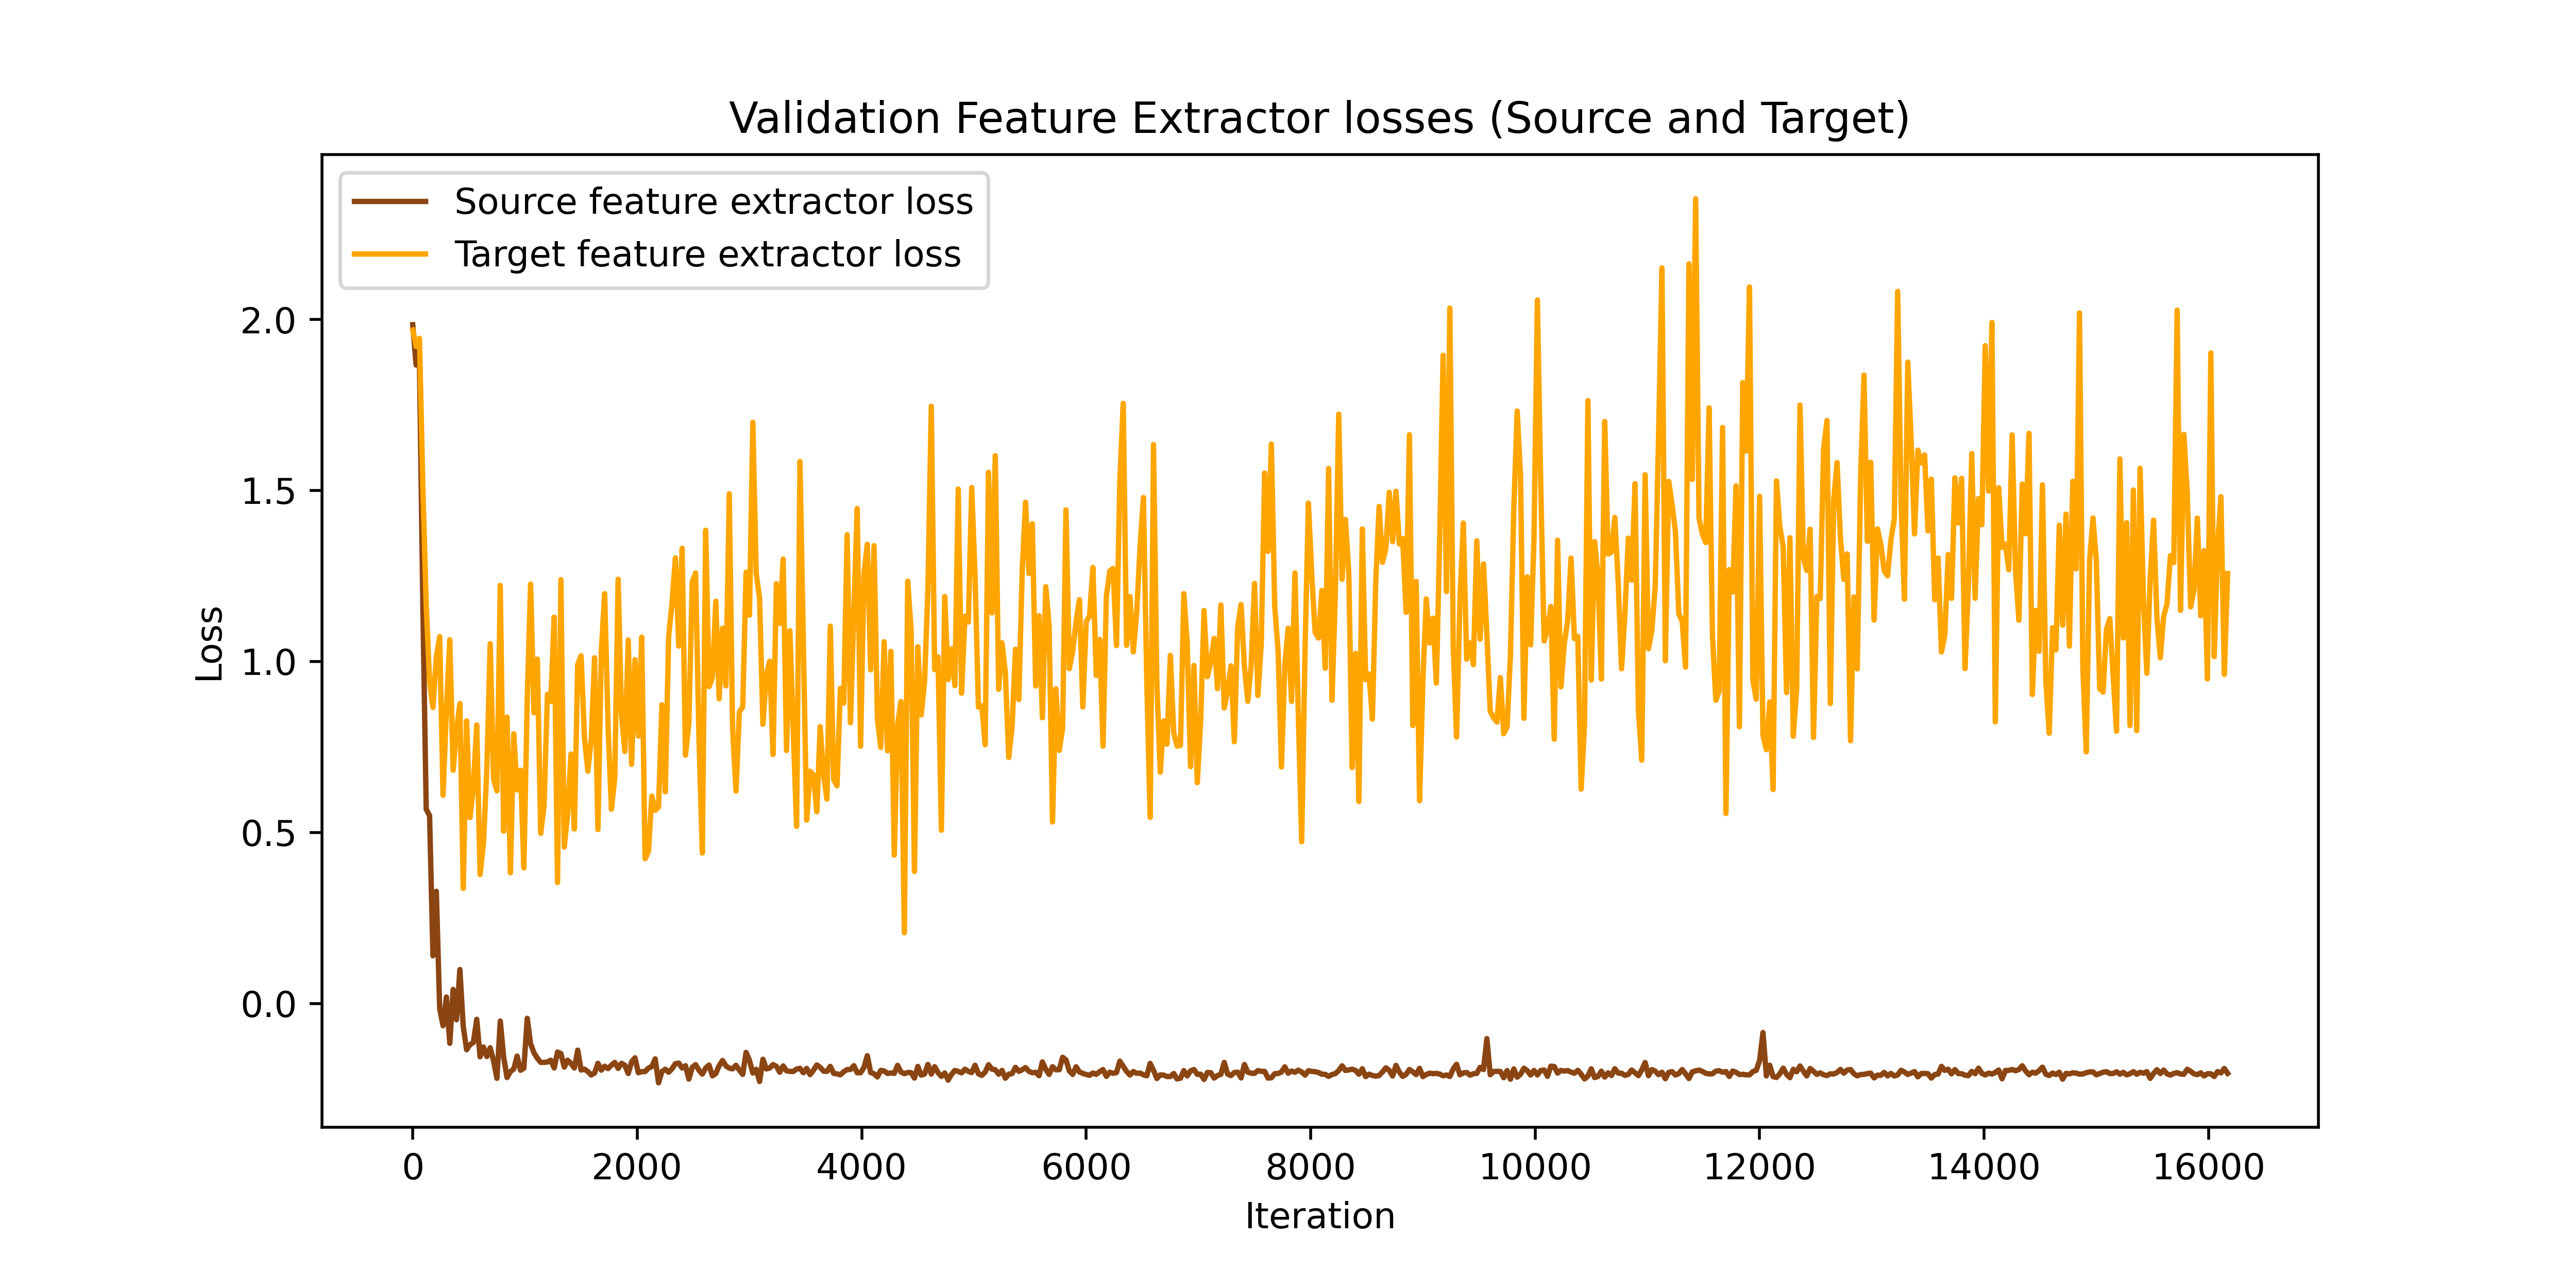 Validation Feature Extractor losses (Source and Target)
Source feature extractor loss
Target feature extractor loss
Loss
2.0
1.5
1.0
0.5
0.0
0 2000 4000 6000 8000 10000 12000 14000 16000
Iteration